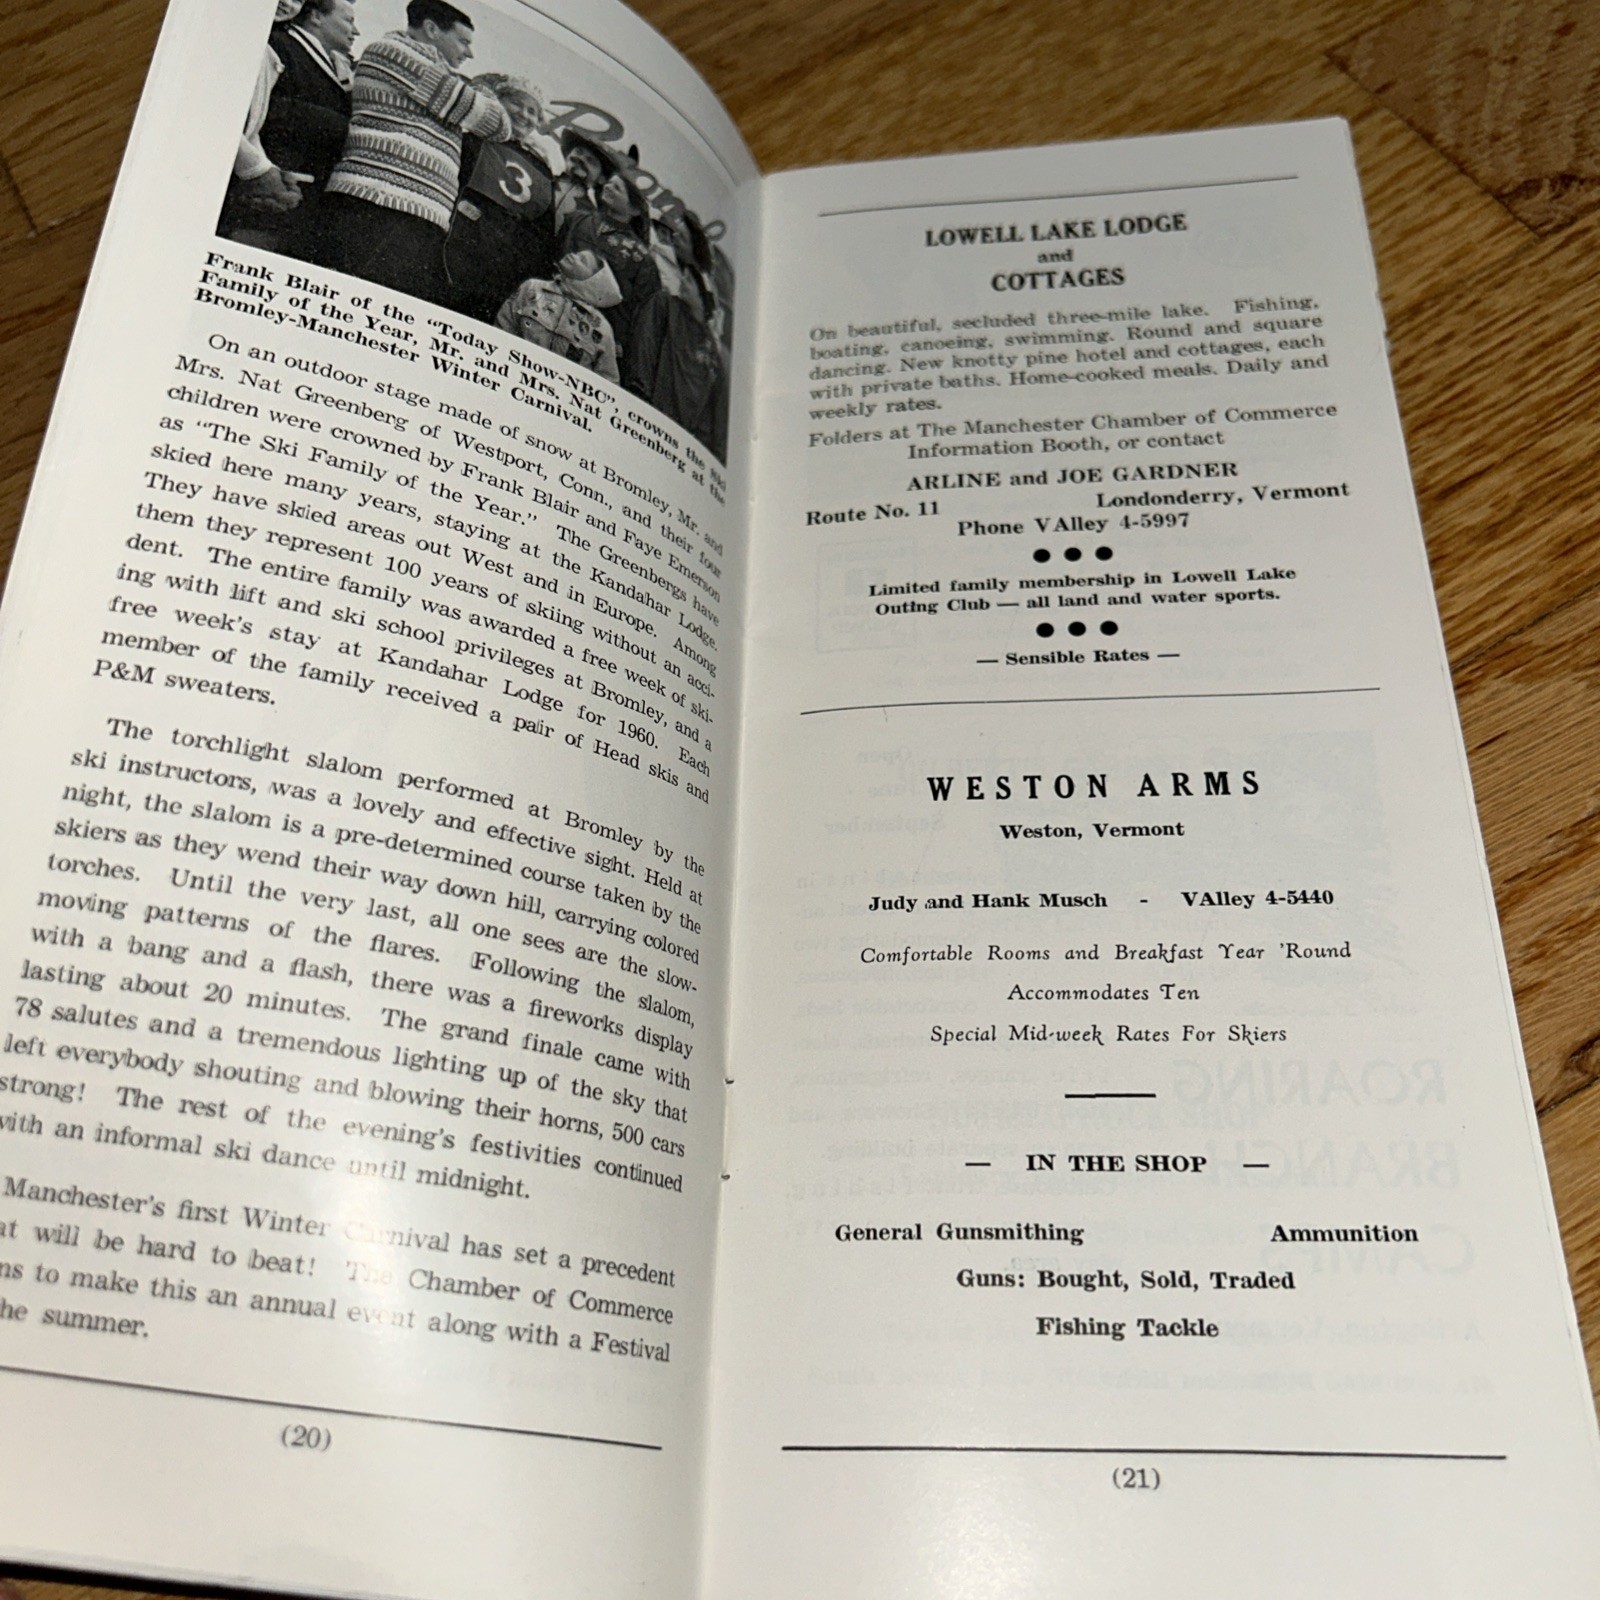 3
Romb
Frank Blair of the "Today Show-NBC", crowns the Ski
Family of the Year, Mr. and Mrs. Nat Greenberg at the
Bromley-Manchester Winter Carnival.
On an outdoor stage made of snow at Bromley, Mr. and
Mrs. Nat Greenberg of Westport, Conn., and their four
children were crowned by Frank Blair and Faye Emerson
as "The Ski Family of the Year." The Greenbergs have
skied here many years, staying at the Kandahar Lodge.
They have skied areas out West and in Europe. Among
them they represent 100 years of skiing without an acci-
dent. The entire family was awarded a free week of ski-
ing with lift and ski school privileges at Bromley, and a
free week's stay at Kandahar Lodge for 1960. Each
member of the family received a pair of Head skis and
P&M sweaters.
The torchlight slalom performed at Bromley by the
ski instructors, was a lovely and effective sight. Held at
night, the slalom is a pre-determined course taken by the
skiers as they wend their way down hill, carrying colored
torches. Until the very last, all one sees are the slow-
moving patterns of the flares. Following the slalom,
with a bang and a flash, there was a fireworks display
lasting about 20 minutes. The grand finale came with
78 salutes and a tremendous lighting up of the sky that
left everybody shouting and blowing their horns, 500 cars
strong! The rest of the evening's festivities continued
with an informal ski dance until midnight.
Manchester's first Winter Carnival has set a precedent
will be hard to beat! The Chamber of Commerce
to make this an annual event along with a Festival
summer.
(20)
LOWELL LAKE LODGE
and
COTTAGES
On beautiful, secluded three-mile lake. Fishing,
boating, canoeing, swimming. Round and square
dancing. New knotty pine hotel and cottages, each
with private baths. Home-cooked meals. Daily and
weekly rates.
Folders at The Manchester Chamber of Commerce
Information Booth, or contact
ARLINE and JOE GARDNER
Route No. 11 Londonderry, Vermont
Phone VAlley 4-5997
● ● ●
Limited family membership in Lowell Lake
Outing Club — all land and water sports.
● ● ●
— Sensible Rates —
WESTON ARMS
Weston, Vermont
Judy and Hank Musch - VAlley 4-5440
Comfortable Rooms and Breakfast Year 'Round
Accommodates Ten
Special Mid-week Rates For Skiers
— IN THE SHOP —
General Gunsmithing Ammunition
Guns: Bought, Sold, Traded
Fishing Tackle
(21)